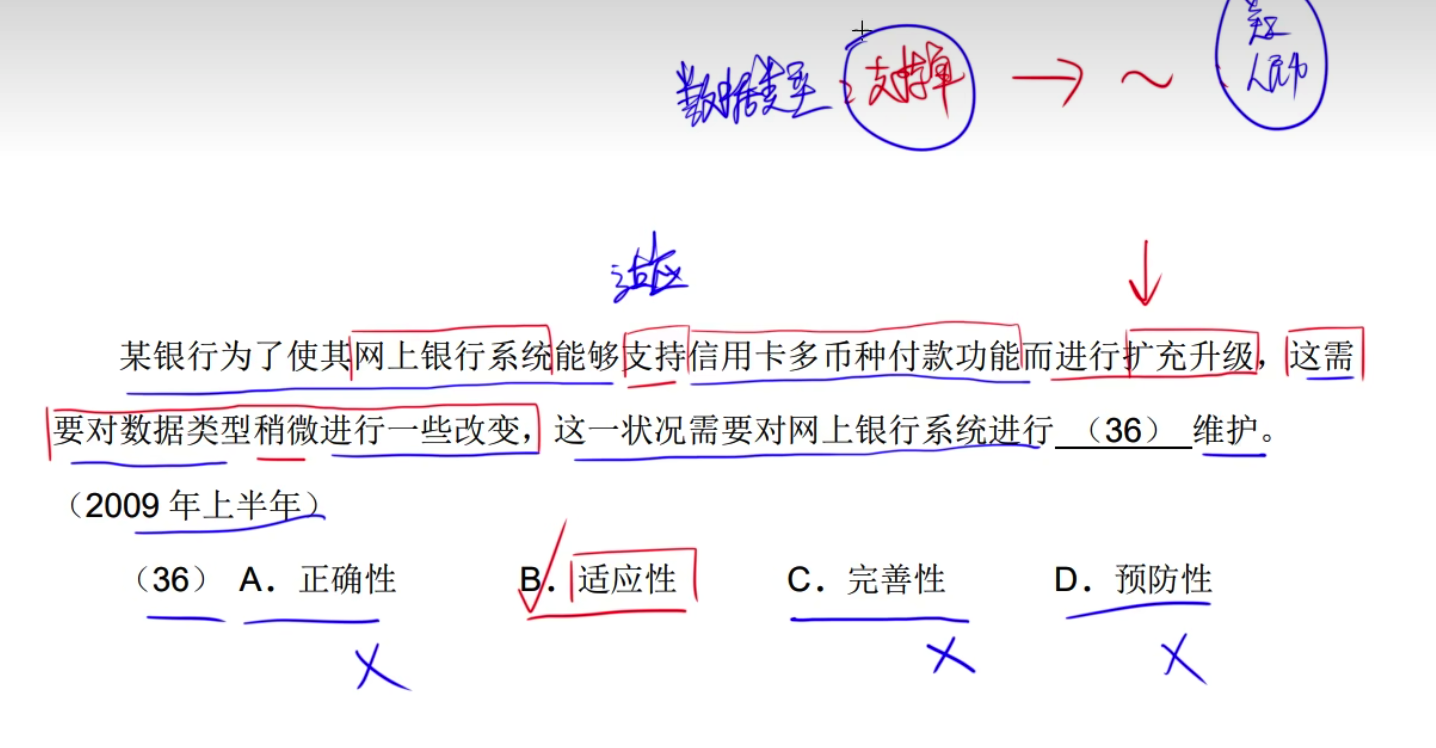 美元
人民币
数据类型：支持单 → ～
适应
某银行为了使其网上银行系统能够支持信用卡多币种付款功能而进行扩充升级，这需
要对数据类型稍微进行一些改变，这一状况需要对网上银行系统进行（36）维护。
（2009 年上半年）
（36） A．正确性 B．适应性 C．完善性 D．预防性